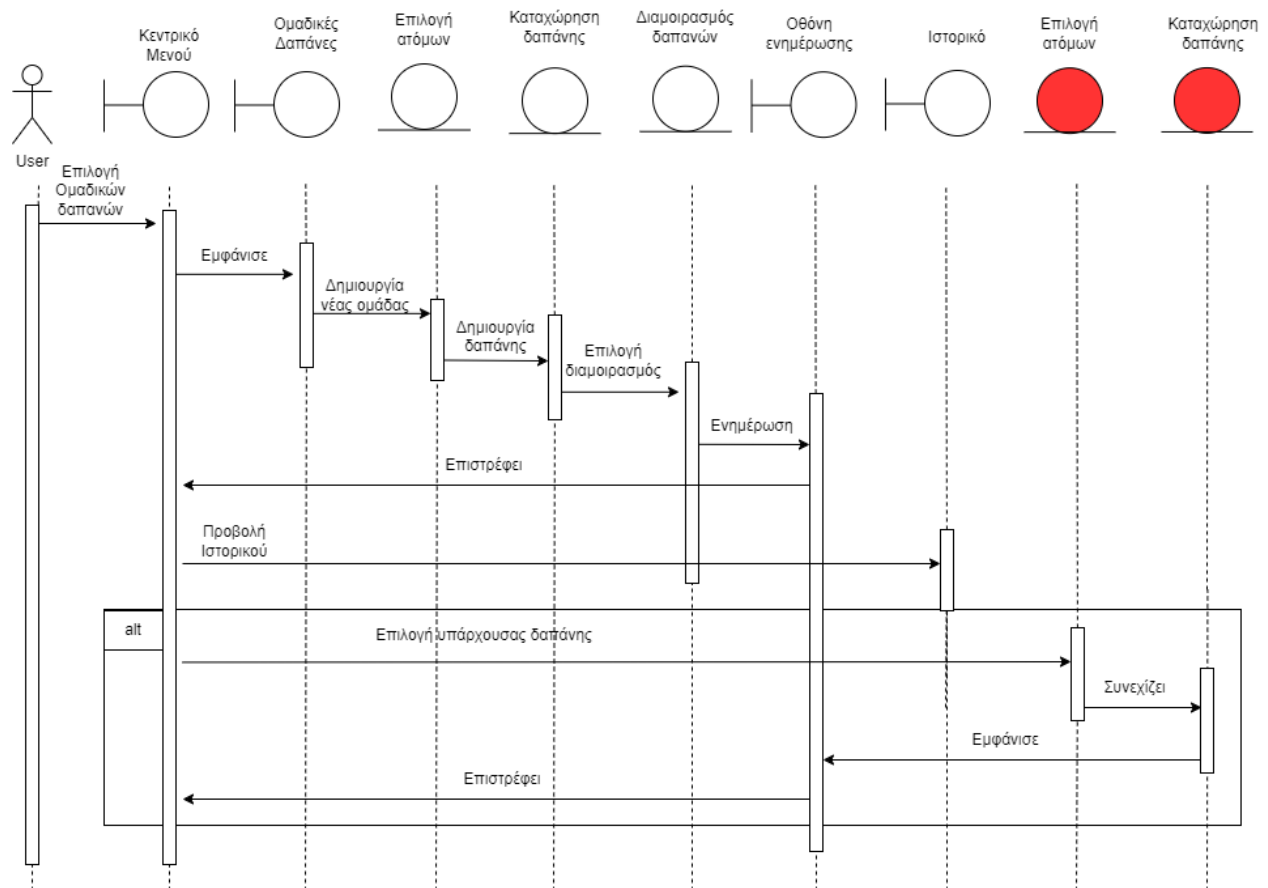 Κεντρικό
Μενού
Ομαδικές
Δαπάνες
Επιλογή
ατόμων
Καταχώρηση
δαπάνης
Διαμοιρασμός
δαπανών
Οθόνη
ενημέρωσης
Ιστορικό
Επιλογή
ατόμων
Καταχώρηση
δαπάνης
User
Επιλογή
Ομαδικών
δαπανών
Εμφάνισε
Δημιουργία
νέας ομάδας
Δημιουργία
δαπάνης
Επιλογή
διαμοιρασμός
Ενημέρωση
Επιστρέφει
Προβολή
Ιστορικού
alt
Επιλογή υπάρχουσας δαπάνης
Συνεχίζει
Εμφάνισε
Επιστρέφει